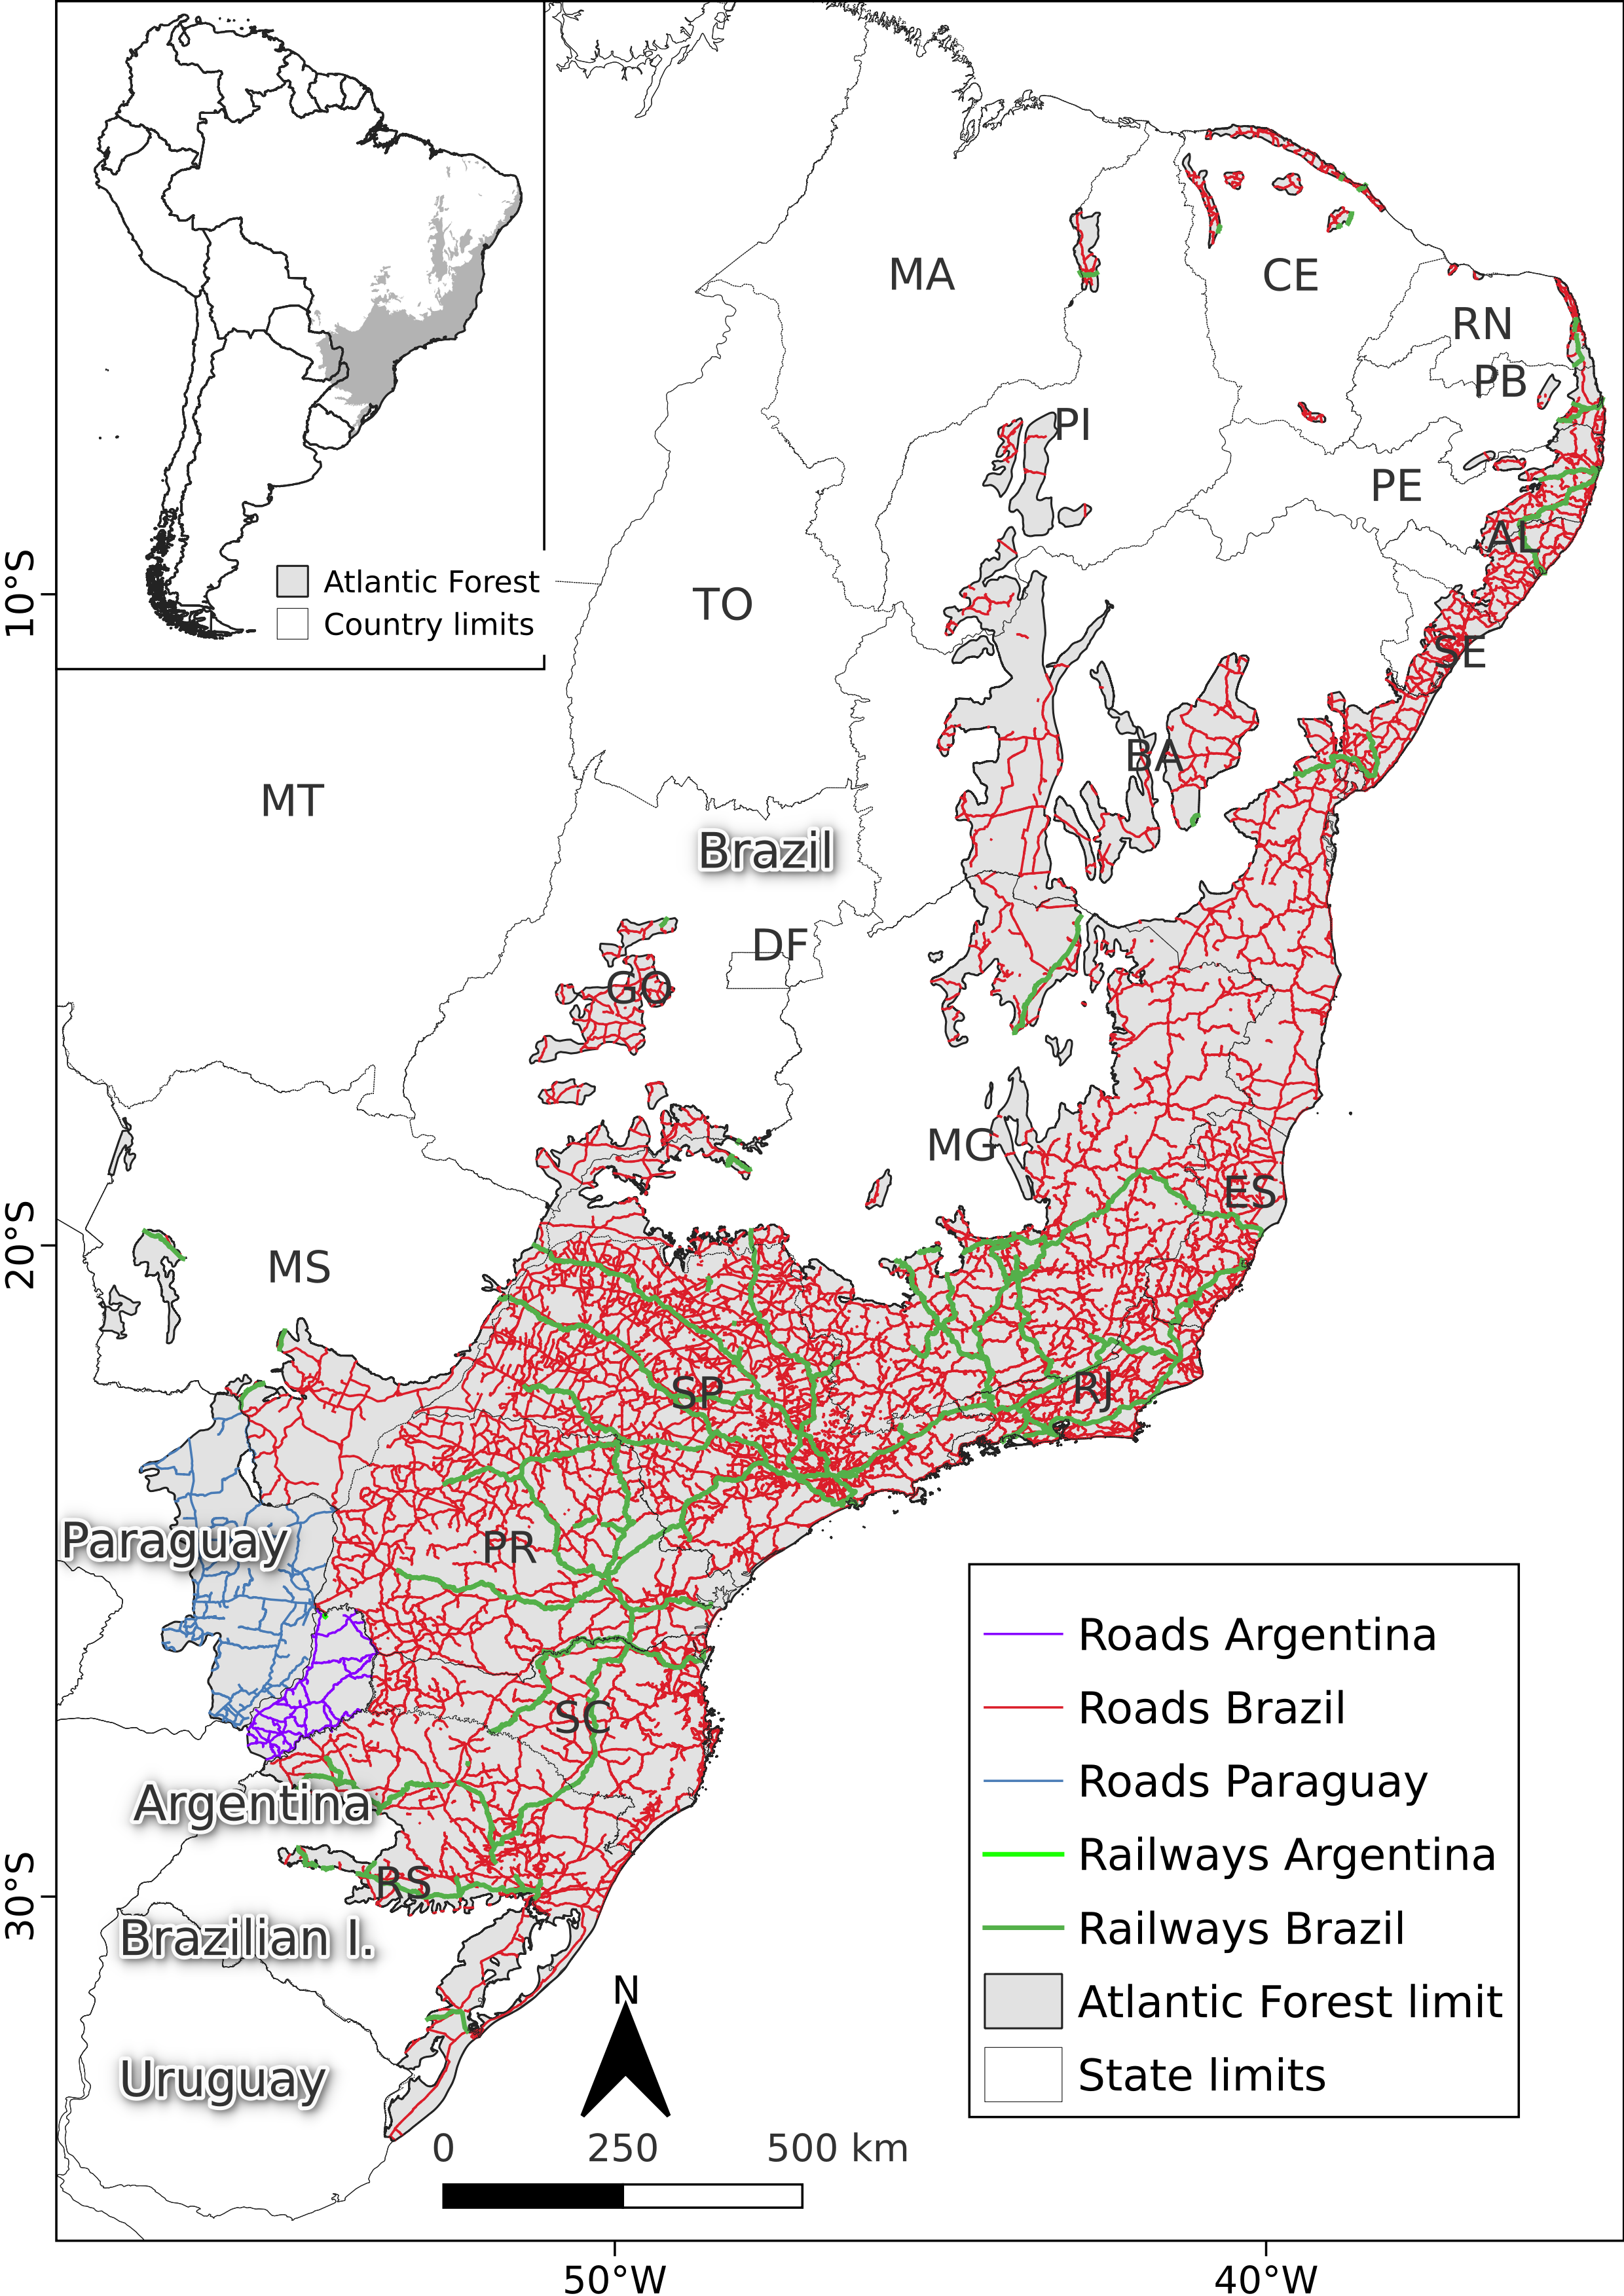 MA
CE
RN
PB
PI
PE
AL
Atlantic Forest
Country limits
10°S
TO
SE
BA
MT
Brazil
DF
GO
MG
ES
20°S
MS
SP
RJ
Paraguay
PR
Roads Argentina
Roads Brazil
SC
Roads Paraguay
Argentina
Railways Argentina
RS
30°S
Railways Brazil
Brazilian I.
N
Atlantic Forest limit
Uruguay
State limits
0 250 500 km
50°W 40°W